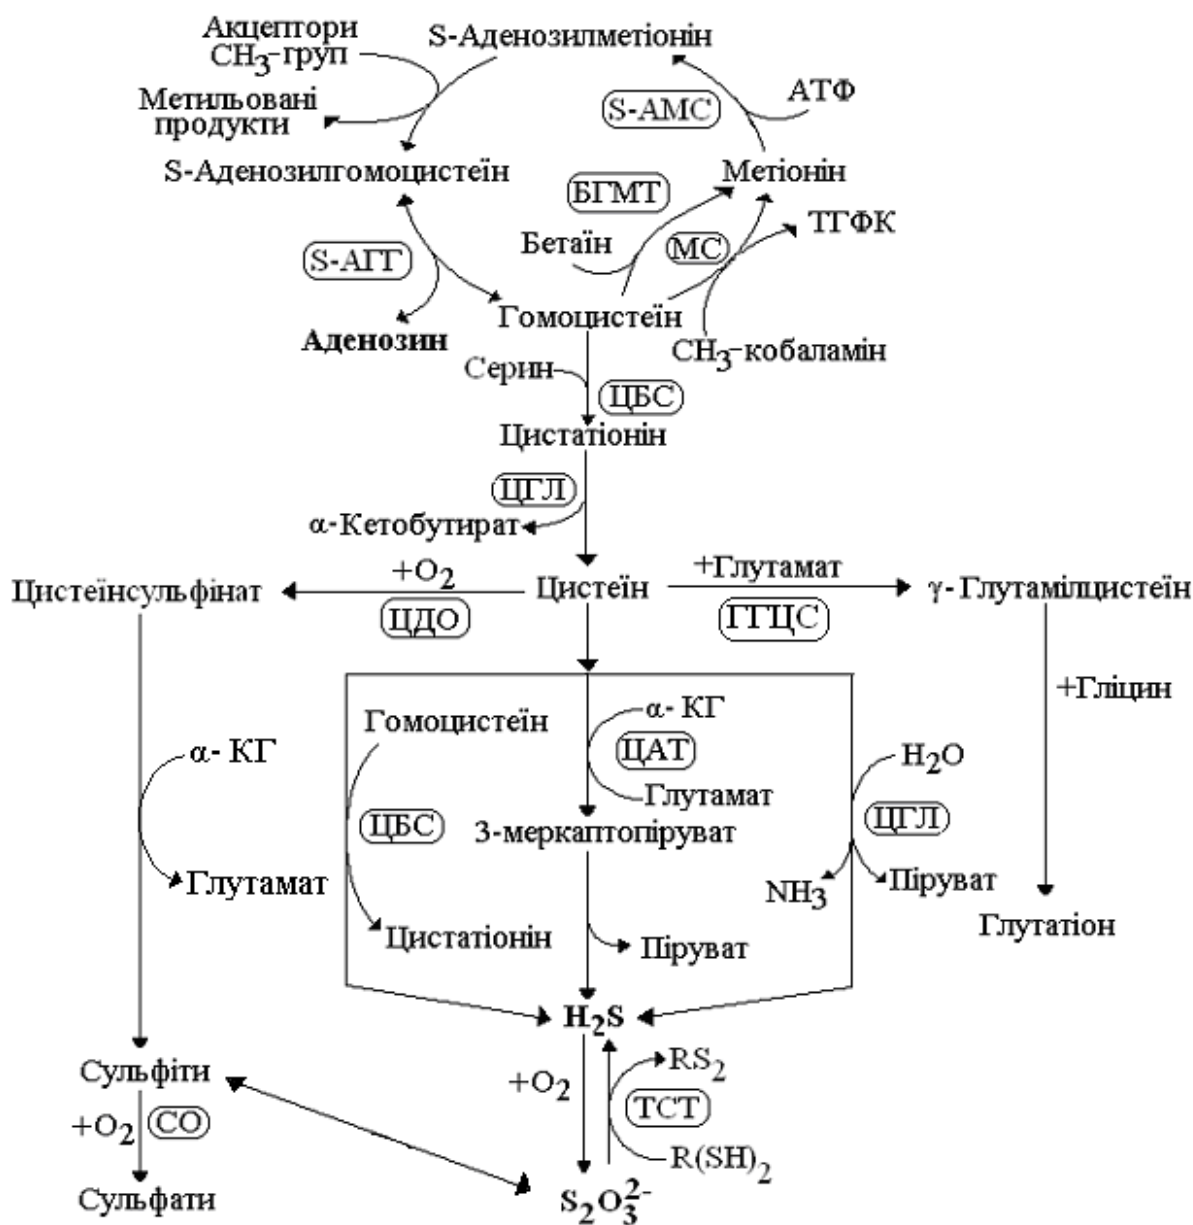 Акцептори
CH3-груп
S-Аденозилметіонін
Метильовані
продукти
S-АМС
АТФ
S-Аденозилгомоцистеїн
БГМТ
Метіонін
ТГФК
Бетаїн
МС
S-АГГ
Гомоцистеїн
Аденозин
CH3-кобаламін
Серин
ЦБС
Цистатіонін
ЦГЛ
α-Кетобутират
Цистеїнсульфінат
+O2
ЦДО
Цистеїн
+Глутамат
ГГЦС
γ- Глутамілцистеїн
+Гліцин
Гомоцистеїн
α- КГ
ЦАТ
Глутамат
α- КГ
H2O
ЦБС
3-меркаптопіруват
ЦГЛ
Глутамат
NH3
Піруват
Глутатіон
Цистатіонін
Піруват
H2S
Сульфіти
+O2
RS2
+O2
СО
ТСТ
R(SH)2
Сульфати
S2O3 2-